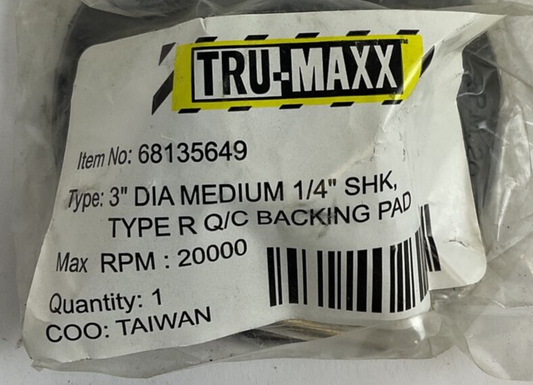 TRU-MAXX™
Item No: 68135649
Type: 3" DIA MEDIUM 1/4" SHK,
TYPE R Q/C BACKING PAD
Max RPM : 20000
Quantity: 1
COO: TAIWAN